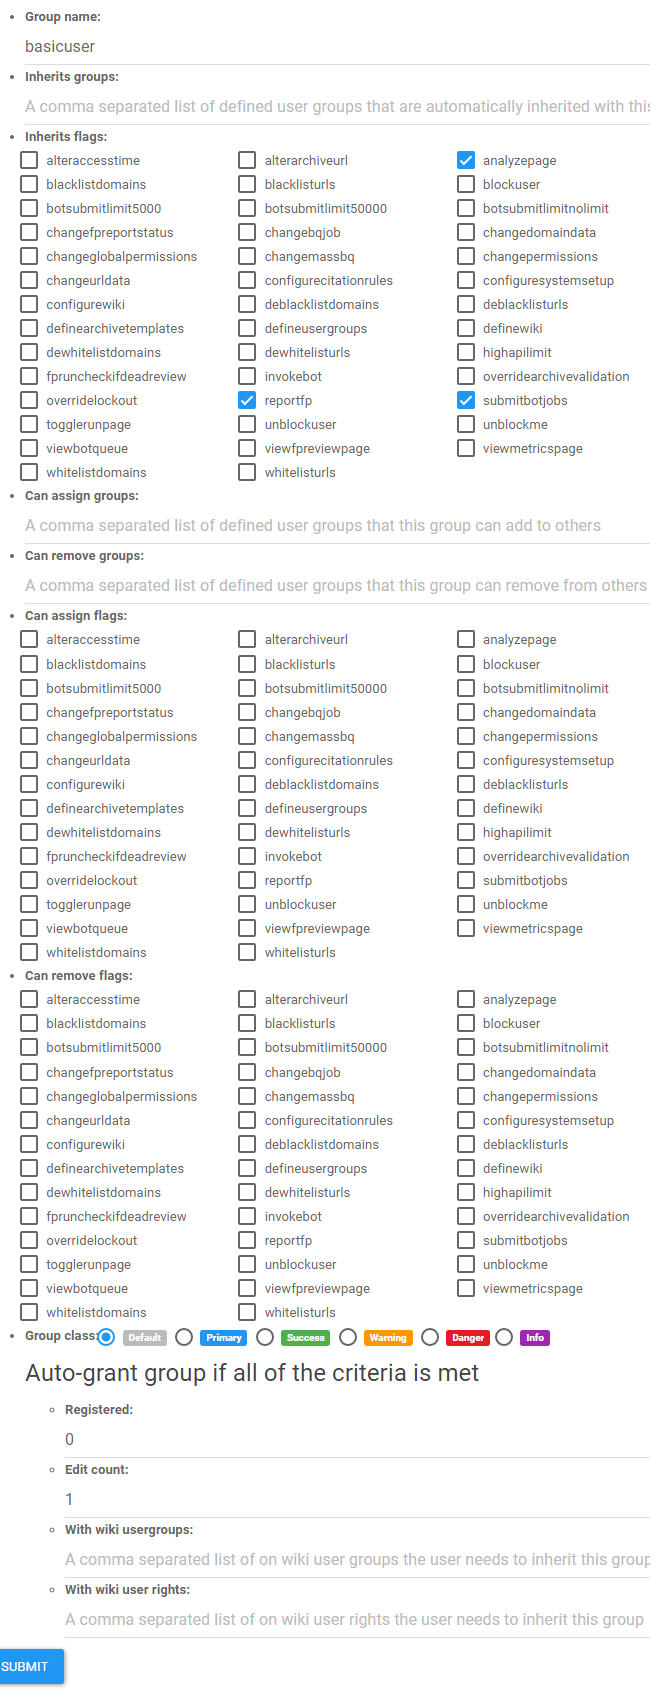 Group name:
basicuser
Inherits groups:
A comma separated list of defined user groups that are automatically inherited with this
Inherits flags:
alteraccesstime alterarchiveurl analyzepage
blacklistdomains blacklisturls blockuser
botsubmitlimit5000 botsubmitlimit50000 botsubmitlimitnolimit
changefpreportstatus changebqjob changedomaindata
changeglobalpermissions changemassbq changepermissions
changeurldata configurecitationrules configuresystemsetup
configurewiki deblacklistdomains deblacklisturls
definearchivetemplates defineusergroups definewiki
dewhitelistdomains dewhitelisturls highapilimit
fpruncheckifdeadreview invokebot overridearchivevalidation
overridelockout reportfp submitbotjobs
togglerunpage unblockuser unblockme
viewbotqueue viewfpreviewpage viewmetricspage
whitelistdomains whitelisturls
Can assign groups:
A comma separated list of defined user groups that this group can add to others
Can remove groups:
A comma separated list of defined user groups that this group can remove from others
Can assign flags:
alteraccesstime alterarchiveurl analyzepage
blacklistdomains blacklisturls blockuser
botsubmitlimit5000 botsubmitlimit50000 botsubmitlimitnolimit
changefpreportstatus changebqjob changedomaindata
changeglobalpermissions changemassbq changepermissions
changeurldata configurecitationrules configuresystemsetup
configurewiki deblacklistdomains deblacklisturls
definearchivetemplates defineusergroups definewiki
dewhitelistdomains dewhitelisturls highapilimit
fpruncheckifdeadreview invokebot overridearchivevalidation
overridelockout reportfp submitbotjobs
togglerunpage unblockuser unblockme
viewbotqueue viewfpreviewpage viewmetricspage
whitelistdomains whitelisturls
Can remove flags:
alteraccesstime alterarchiveurl analyzepage
blacklistdomains blacklisturls blockuser
botsubmitlimit5000 botsubmitlimit50000 botsubmitlimitnolimit
changefpreportstatus changebqjob changedomaindata
changeglobalpermissions changemassbq changepermissions
changeurldata configurecitationrules configuresystemsetup
configurewiki deblacklistdomains deblacklisturls
definearchivetemplates defineusergroups definewiki
dewhitelistdomains dewhitelisturls highapilimit
fpruncheckifdeadreview invokebot overridearchivevalidation
overridelockout reportfp submitbotjobs
togglerunpage unblockuser unblockme
viewbotqueue viewfpreviewpage viewmetricspage
whitelistdomains whitelisturls
Group class: Default Primary Success Warning Danger Info
Auto-grant group if all of the criteria is met
Registered:
0
Edit count:
1
With wiki usergroups:
A comma separated list of on wiki user groups the user needs to inherit this group
With wiki user rights:
A comma separated list of on wiki user rights the user needs to inherit this group
SUBMIT